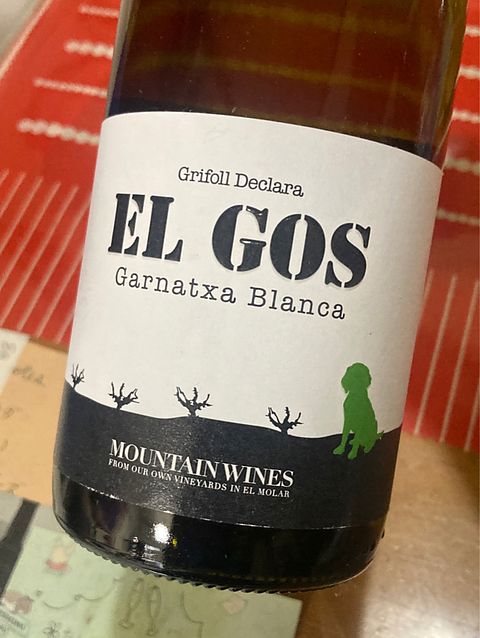 Grifoll Declara
EL GOS
Garnatxa Blanca
MOUNTAIN WINES
FROM OUR OWN VINEYARDS IN EL MOLAR